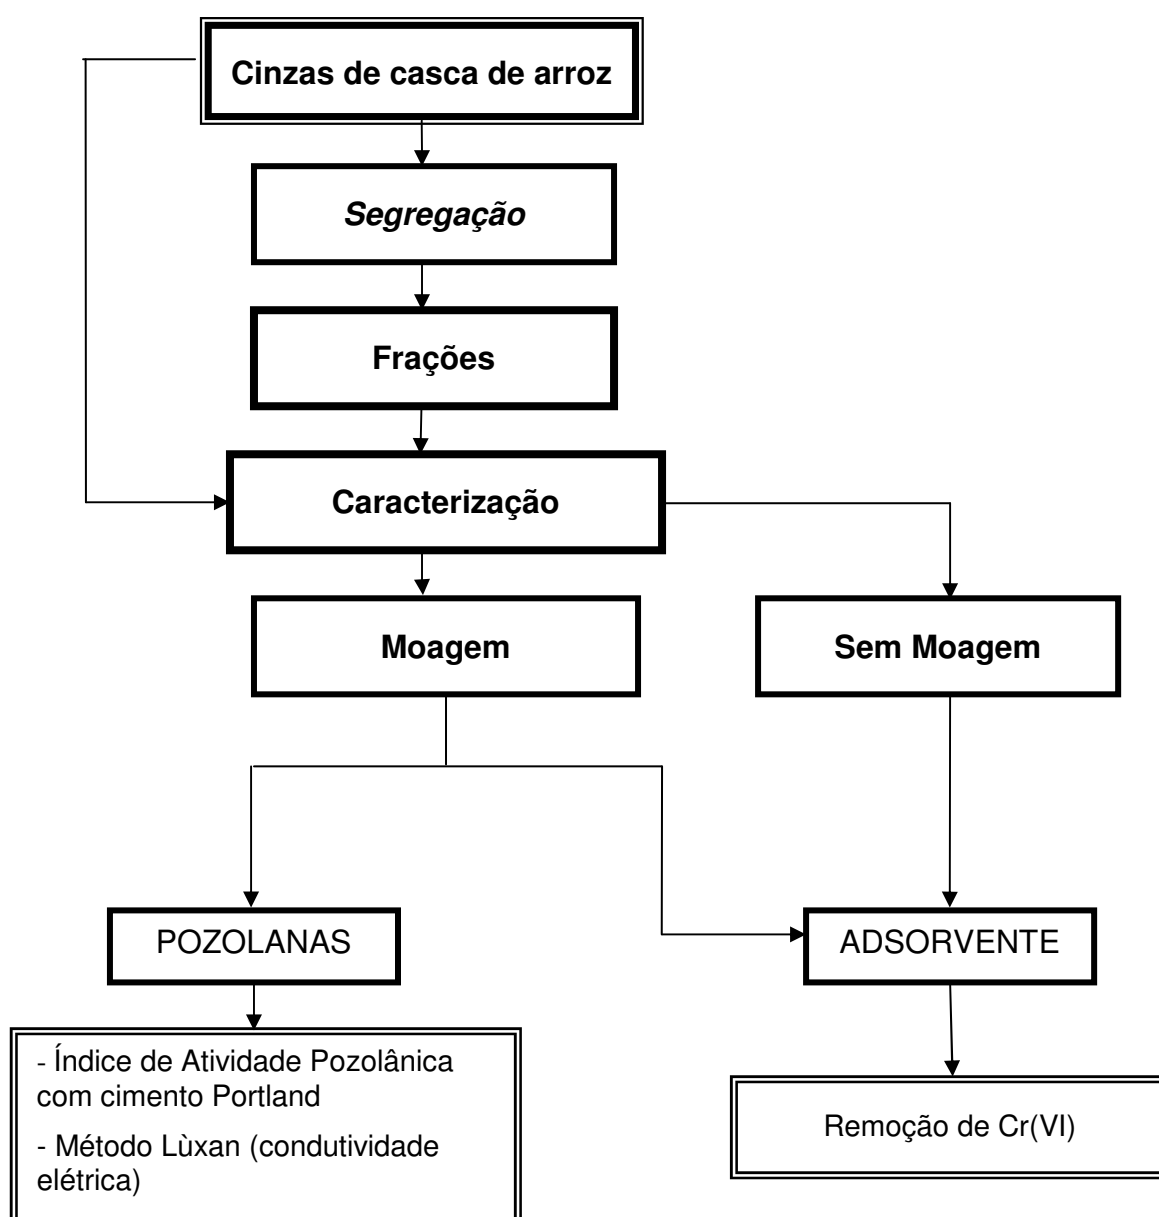 Cinzas de casca de arroz
Segregação
Frações
Caracterização
Moagem
Sem Moagem
POZOLANAS
ADSORVENTE
- Índice de Atividade Pozolânica
com cimento Portland
- Método Lùxan (condutividade
elétrica)
Remoção de Cr(VI)